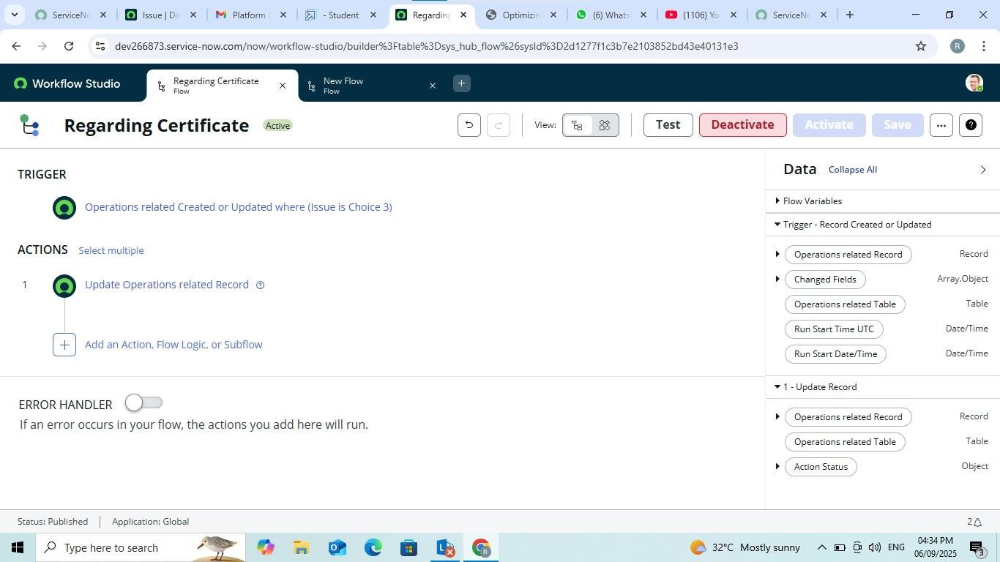 ServiceNo
Issue | Dic
Platform L
- Student
Regarding
Optimizin
(6) Whats
(1106) Yo
ServiceNo
dev266873.service-now.com/now/workflow-studio/builder%3Ftable%3Dsys_hub_flow%26sysId%3D2d1277f1c3b7e2103852bd43e40131e3
R
Workflow Studio
Regarding Certificate
Flow
New Flow
Flow
Regarding Certificate
Active
View:
Test
Deactivate
Activate
Save
TRIGGER
Operations related Created or Updated where (Issue is Choice 3)
ACTIONS
Select multiple
1
Update Operations related Record
Add an Action, Flow Logic, or Subflow
ERROR HANDLER
If an error occurs in your flow, the actions you add here will run.
Data
Collapse All
Flow Variables
Trigger - Record Created or Updated
Operations related Record
Record
Changed Fields
Array.Object
Operations related Table
Table
Run Start Time UTC
Date/Time
Run Start Date/Time
Date/Time
1 - Update Record
Operations related Record
Record
Operations related Table
Table
Action Status
Object
Status: Published
Application: Global
2
Type here to search
32°C Mostly sunny
ENG
04:34 PM
06/09/2025
3